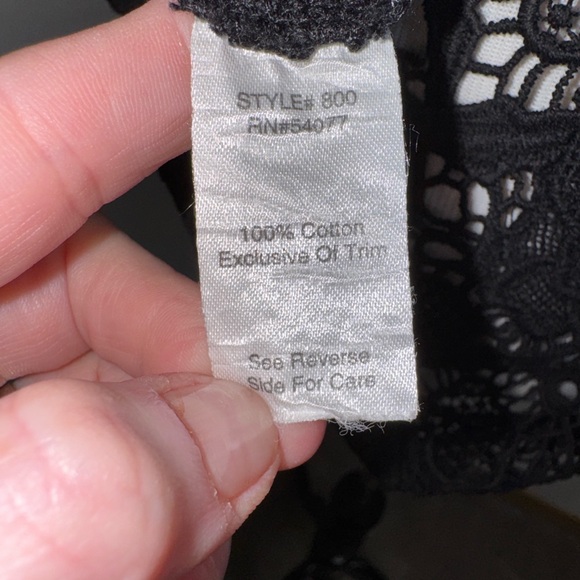 STYLE# 800
RN#54077
100% Cotton
Exclusive Of Trim
See Reverse
Side For Care